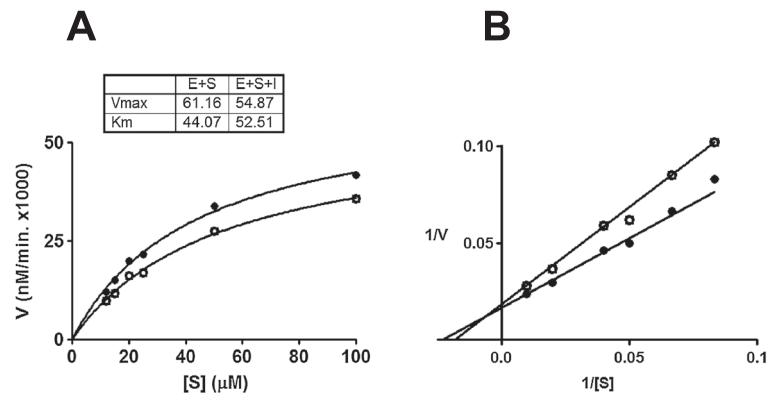 A
E+S E+S+I
Vmax 61.16 54.87
Km 44.07 52.51
50
25
0
V (nM/min. x1000)
0 20 40 60 80 100
[S] (μM)
B
0.10
0.05
1/V
0.0 0.05 0.1
1/[S]